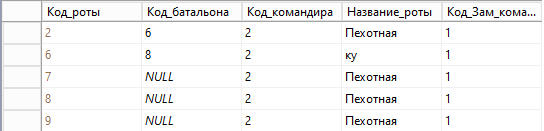 Код_роты Код_батальона Код_командира Название_роты Код_Зам_кома...
2 6 2 Пехотная 1
6 8 2 ку 1
7 NULL 2 Пехотная 1
8 NULL 2 Пехотная 1
9 NULL 2 Пехотная 1